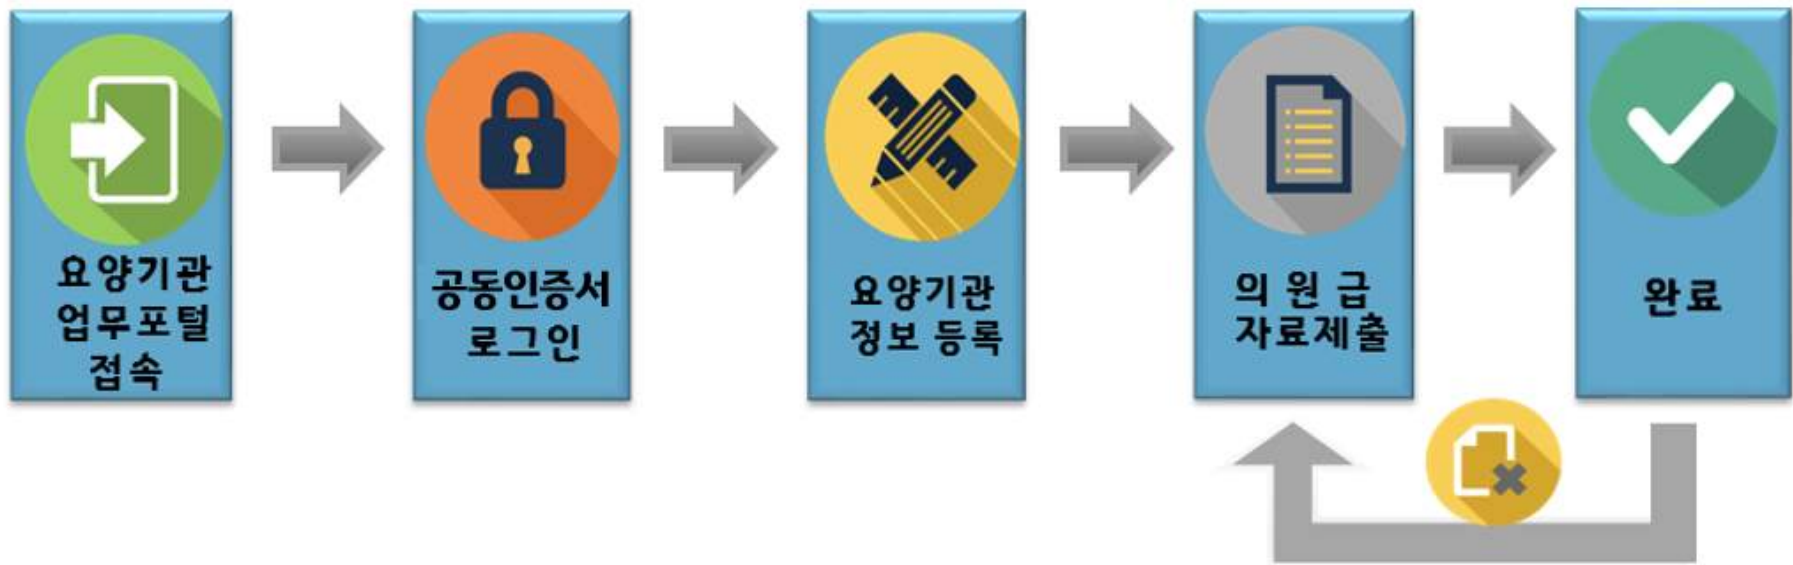 요양기관
업무포털
접속
공동인증서
로그인
요양기관
정보 등록
의 원 급
자료제출
완료